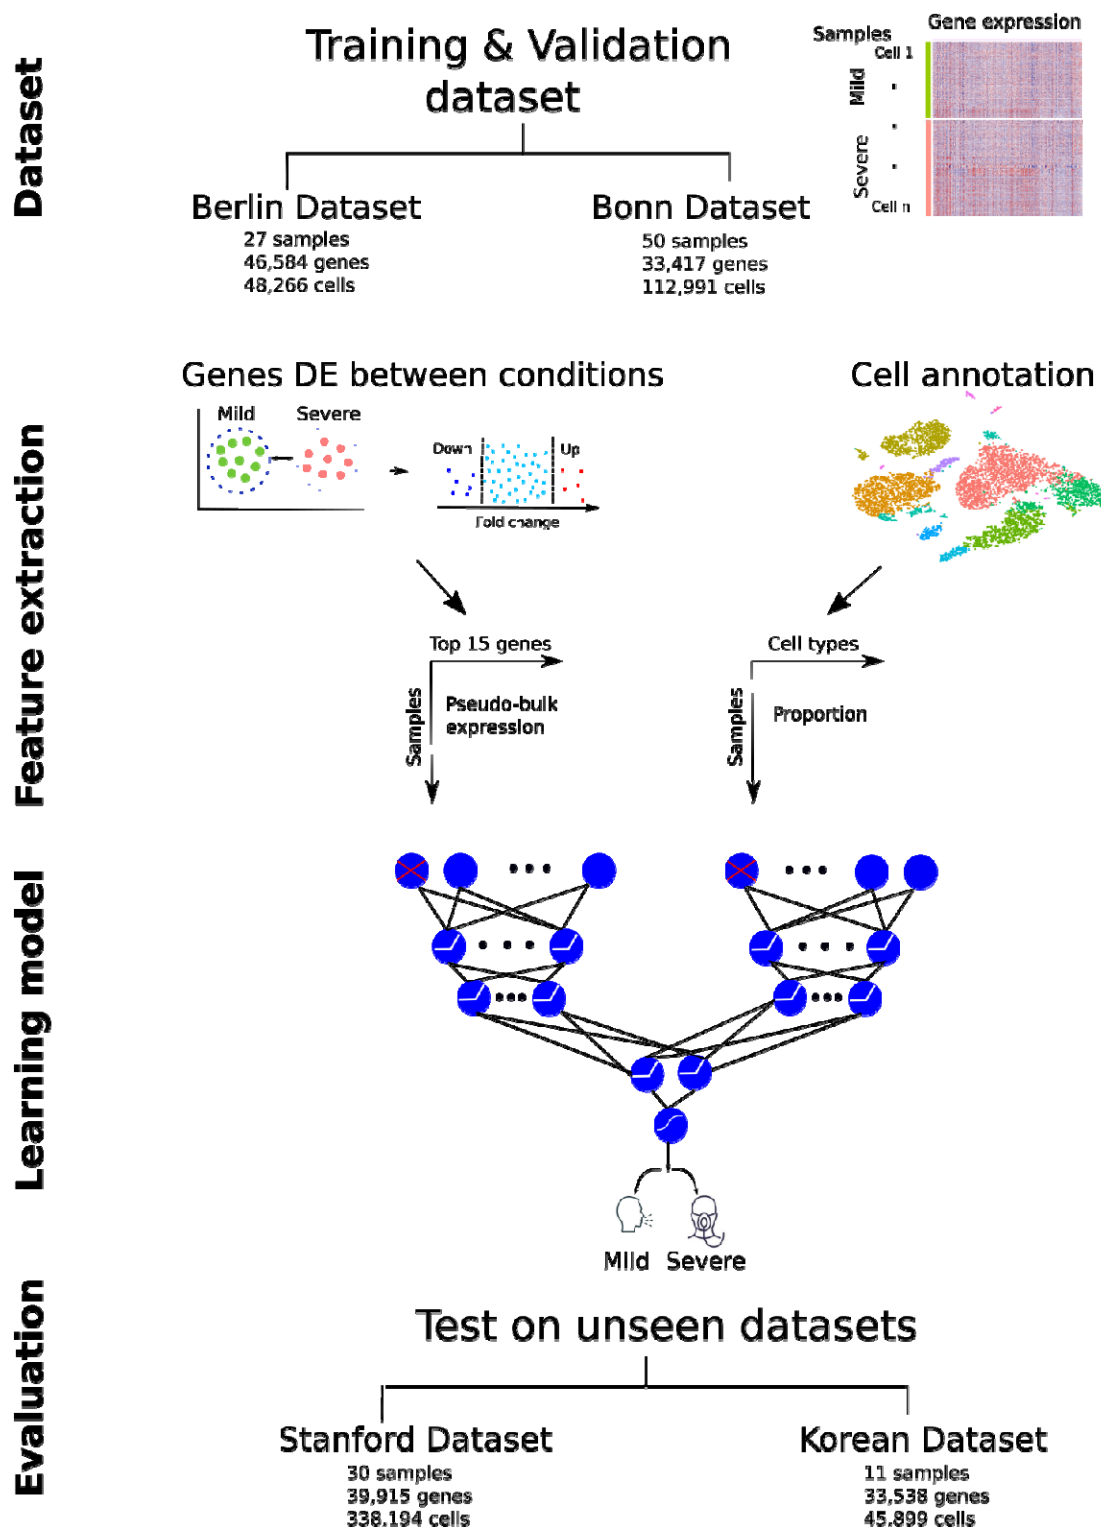 Dataset
Training & Validation
dataset
Samples
Gene expression
Cell 1
Mild
Severe
Cell n
Berlin Dataset
27 samples
46,584 genes
48,266 cells
Bonn Dataset
50 samples
33,417 genes
112,991 cells
Feature extraction
Genes DE between conditions
Mild
Severe
Down
Up
Fold change
Cell annotation
Top 15 genes
Samples
Pseudo-bulk
expression
Cell types
Samples
Proportion
Learning model
Mild
Severe
Evaluation
Test on unseen datasets
Stanford Dataset
30 samples
39,915 genes
338,194 cells
Korean Dataset
11 samples
33,538 genes
45,899 cells